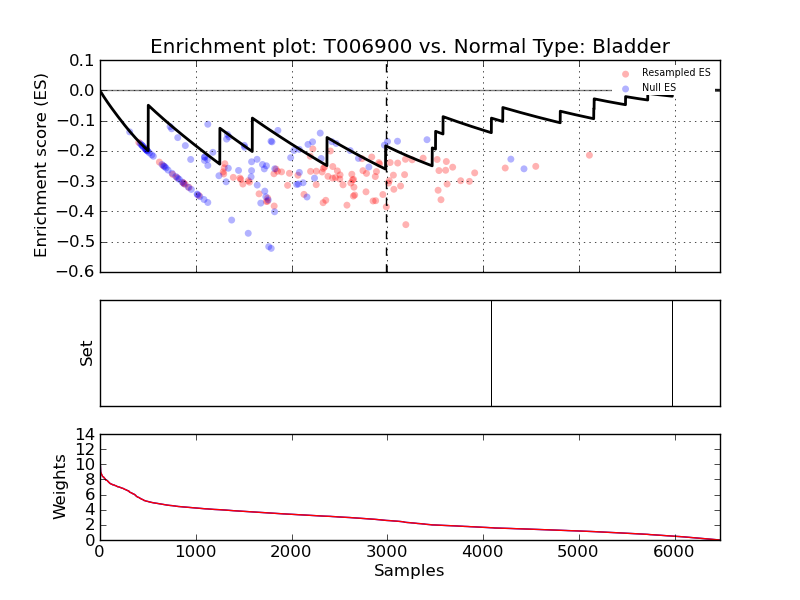 Enrichment plot: T006900 vs. Normal Type: Bladder
Enrichment score (ES)
0.1
0.0
−0.1
−0.2
−0.3
−0.4
−0.5
−0.6
Resampled ES
Null ES
Set
Weights
14
12
10
8
6
4
2
0
0 1000 2000 3000 4000 5000 6000
Samples